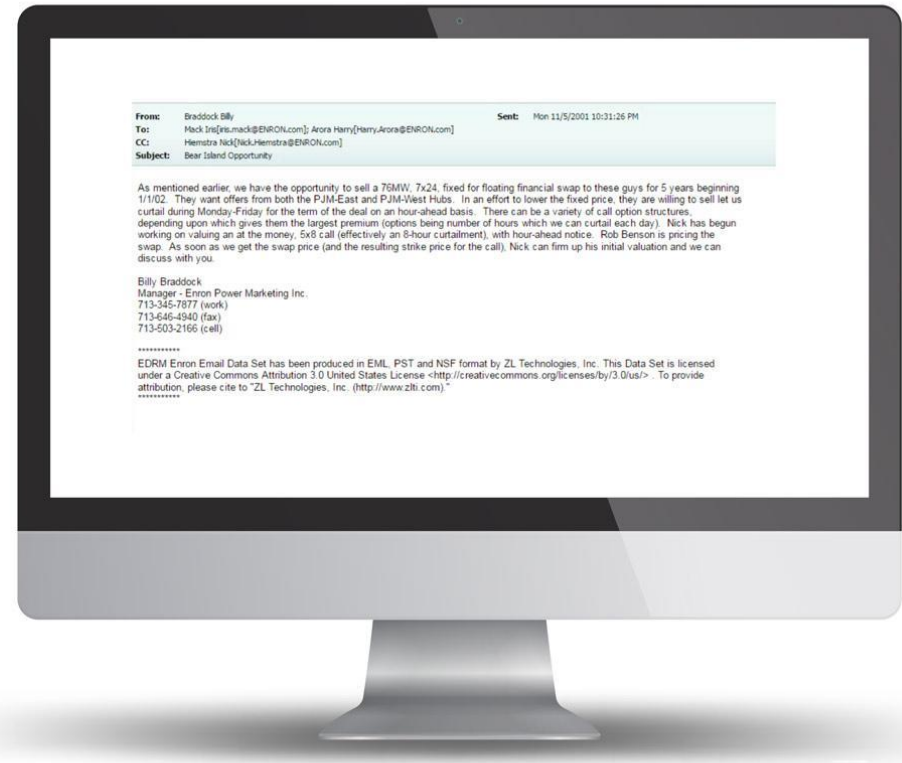 From: Braddock Billy Sent: Mon 11/5/2001 10:31:26 PM
To: Mack Iris[iris.mack@ENRON.com]; Arora Harry[Harry.Arora@ENRON.com]
CC: Hiemstra Nick[Nick.Hiemstra@ENRON.com]
Subject: Bear Island Opportunity
As mentioned earlier, we have the opportunity to sell a 76MW, 7x24, fixed for floating financial swap to these guys for 5 years beginning
1/1/02. They want offers from both the PJM-East and PJM-West Hubs. In an effort to lower the fixed price, they are willing to sell let us
curtail during Monday-Friday for the term of the deal on an hour-ahead basis. There can be a variety of call option structures,
depending upon which gives them the largest premium (options being number of hours which we can curtail each day). Nick has begun
working on valuing an at the money, 5x8 call (effectively an 8-hour curtailment), with hour-ahead notice. Rob Benson is pricing the
swap. As soon as we get the swap price (and the resulting strike price for the call), Nick can firm up his initial valuation and we can
discuss with you.
Billy Braddock
Manager - Enron Power Marketing Inc.
713-345-7877 (work)
713-646-4940 (fax)
713-503-2166 (cell)
***********
EDRM Enron Email Data Set has been produced in EML, PST and NSF format by ZL Technologies, Inc. This Data Set is licensed
under a Creative Commons Attribution 3.0 United States License <http://creativecommons.org/licenses/by/3.0/us/> . To provide
attribution, please cite to "ZL Technologies, Inc. (http://www.zlti.com)."
***********